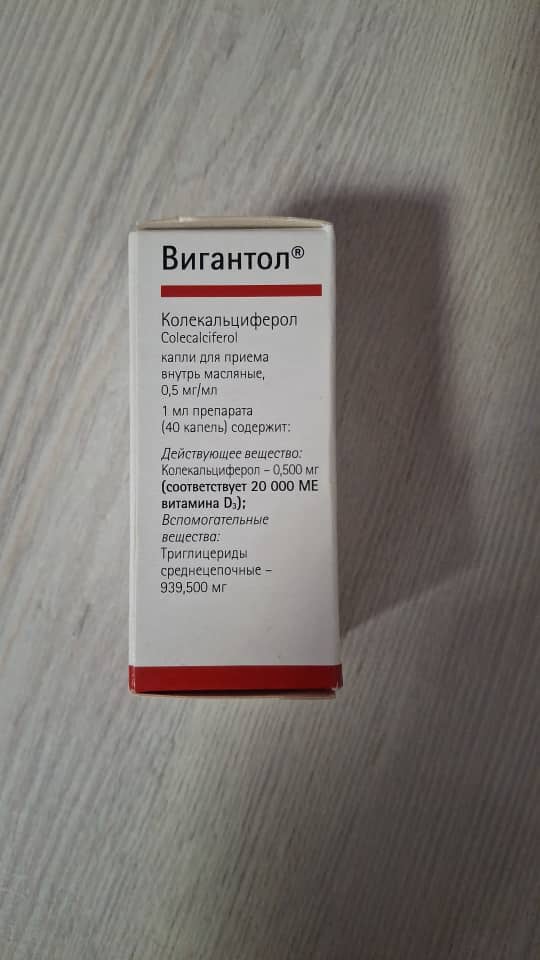 Вигантол®
Колекальциферол
Colecalciferol
капли для приема
внутрь масляные,
0,5 мг/мл
1 мл препарата
(40 капель) содержит:
Действующее вещество:
Колекальциферол – 0,500 мг
(соответствует 20 000 МЕ
витамина D₃);
Вспомогательные
вещества:
Триглицериды
среднецепочные –
939,500 мг